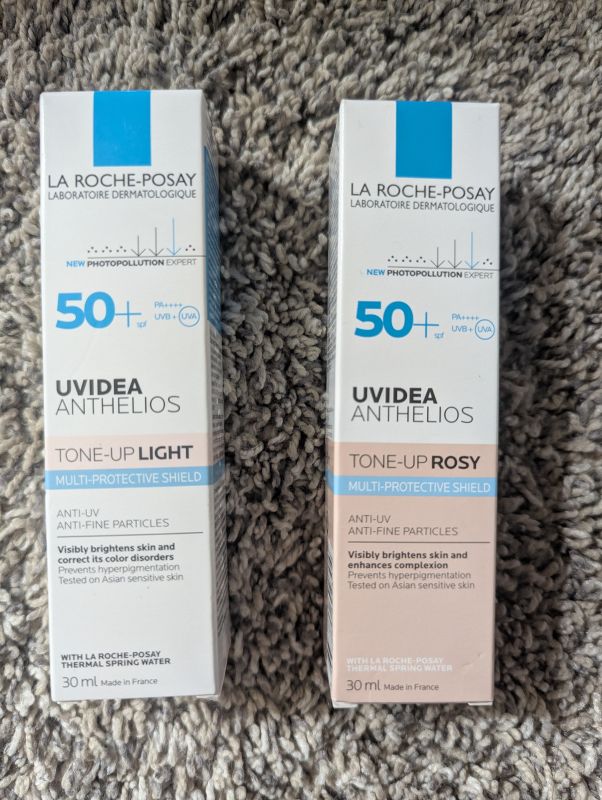 LA ROCHE-POSAY
LABORATOIRE DERMATOLOGIQUE
NEW PHOTOPOLLUTION EXPERT
50+ spf
PA++++
UVB + UVA
UVIDEA
ANTHELIOS
TONE-UP LIGHT
MULTI-PROTECTIVE SHIELD
ANTI-UV
ANTI-FINE PARTICLES
Visibly brightens skin and
correct its color disorders
Prevents hyperpigmentation
Tested on Asian sensitive skin
WITH LA ROCHE-POSAY
THERMAL SPRING WATER
30 ml Made in France
LA ROCHE-POSAY
LABORATOIRE DERMATOLOGIQUE
NEW PHOTOPOLLUTION EXPERT
50+ spf
PA++++
UVB + UVA
UVIDEA
ANTHELIOS
TONE-UP ROSY
MULTI-PROTECTIVE SHIELD
ANTI-UV
ANTI-FINE PARTICLES
Visibly brightens skin and
enhances complexion
Prevents hyperpigmentation
Tested on Asian sensitive skin
WITH LA ROCHE-POSAY
THERMAL SPRING WATER
30 ml Made in France